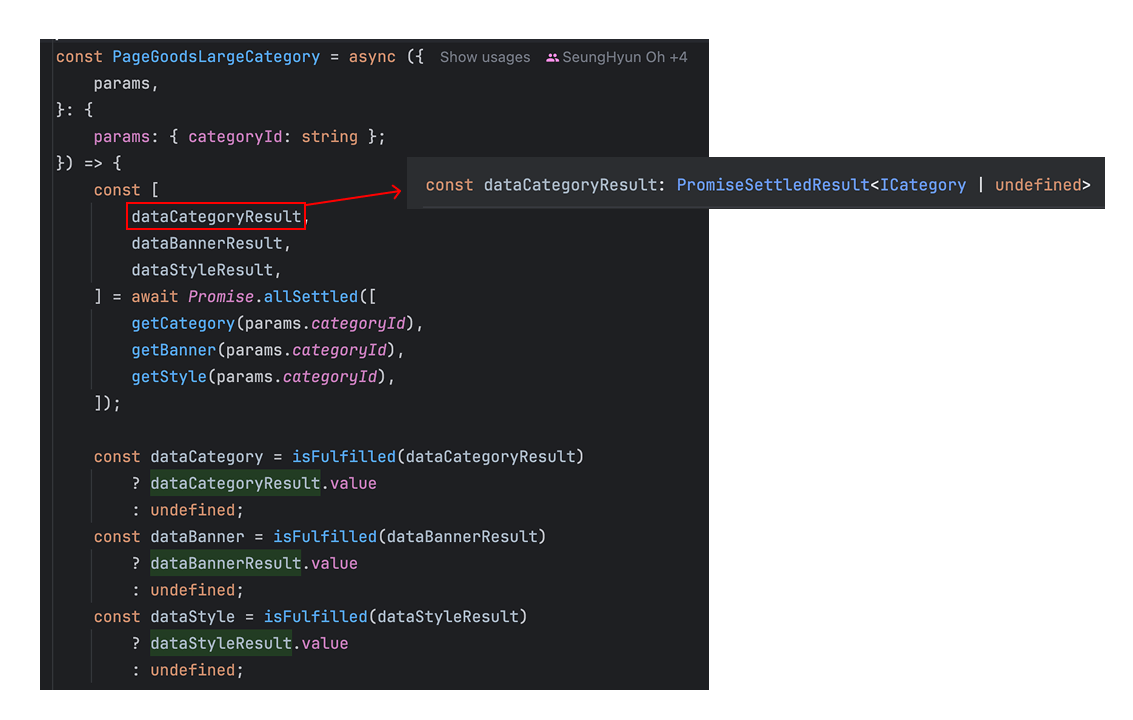 const PageGoodsLargeCategory = async ({ Show usages SeungHyun Oh +4
params,
}: {
params: { categoryId: string };
}) => {
const [
dataCategoryResult,
const dataCategoryResult: PromiseSettledResult<ICategory | undefined>
dataBannerResult,
dataStyleResult,
] = await Promise.allSettled([
getCategory(params.categoryId),
getBanner(params.categoryId),
getStyle(params.categoryId),
]);
const dataCategory = isFulfilled(dataCategoryResult)
? dataCategoryResult.value
: undefined;
const dataBanner = isFulfilled(dataBannerResult)
? dataBannerResult.value
: undefined;
const dataStyle = isFulfilled(dataStyleResult)
? dataStyleResult.value
: undefined;